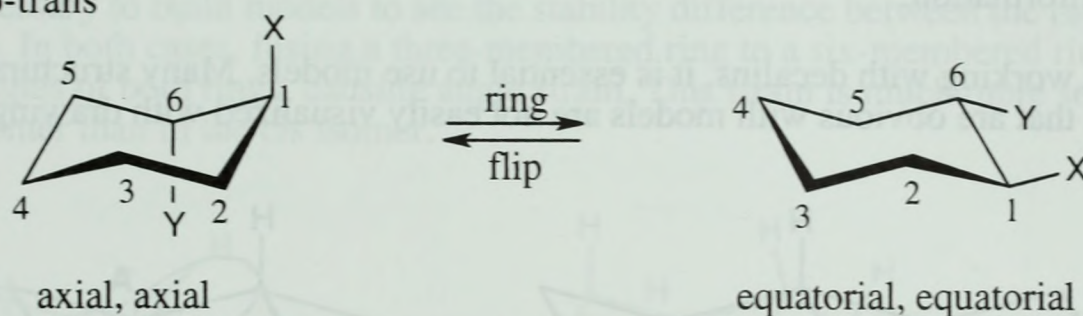 -trans
X
5
6
1
4
3
2
Y
ring
flip
6
4
5
Y
X
3
2
1
axial, axial
equatorial, equatorial